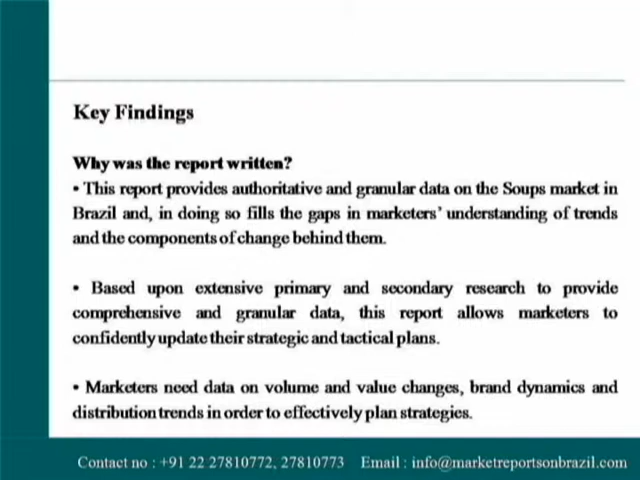 Key Findings
Why was the report written?
• This report provides authoritative and granular data on the Soups market in
Brazil and, in doing so fills the gaps in marketers' understanding of trends
and the components of change behind them.
• Based upon extensive primary and secondary research to provide
comprehensive and granular data, this report allows marketers to
confidently update their strategic and tactical plans.
• Marketers need data on volume and value changes, brand dynamics and
distribution trends in order to effectively plan strategies.
Contact no : +91 22 27810772, 27810773 Email : info@marketreportsonbrazil.com